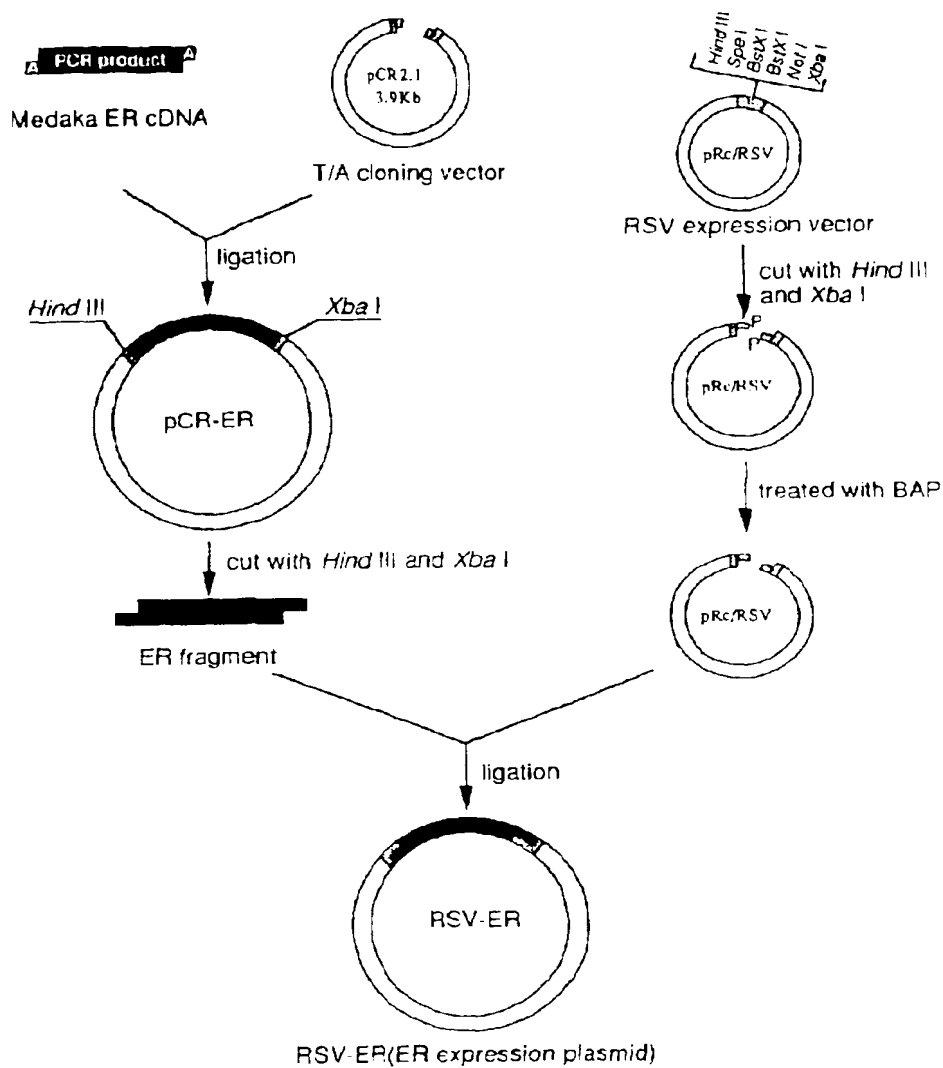 A PCR product A
Medaka ER cDNA
pCR2.1
3.9Kb
T/A cloning vector
Hind III
Spe I
BstX I
BstX I
Not I
Xba I
pRc/RSV
RSV expression vector
ligation
cut with Hind III
and Xba I
Hind III
Xba I
pCR-ER
P
P
pRc/RSV
treated with BAP
cut with Hind III and Xba I
ER fragment
pRc/RSV
ligation
RSV-ER
RSV-ER(ER expression plasmid)